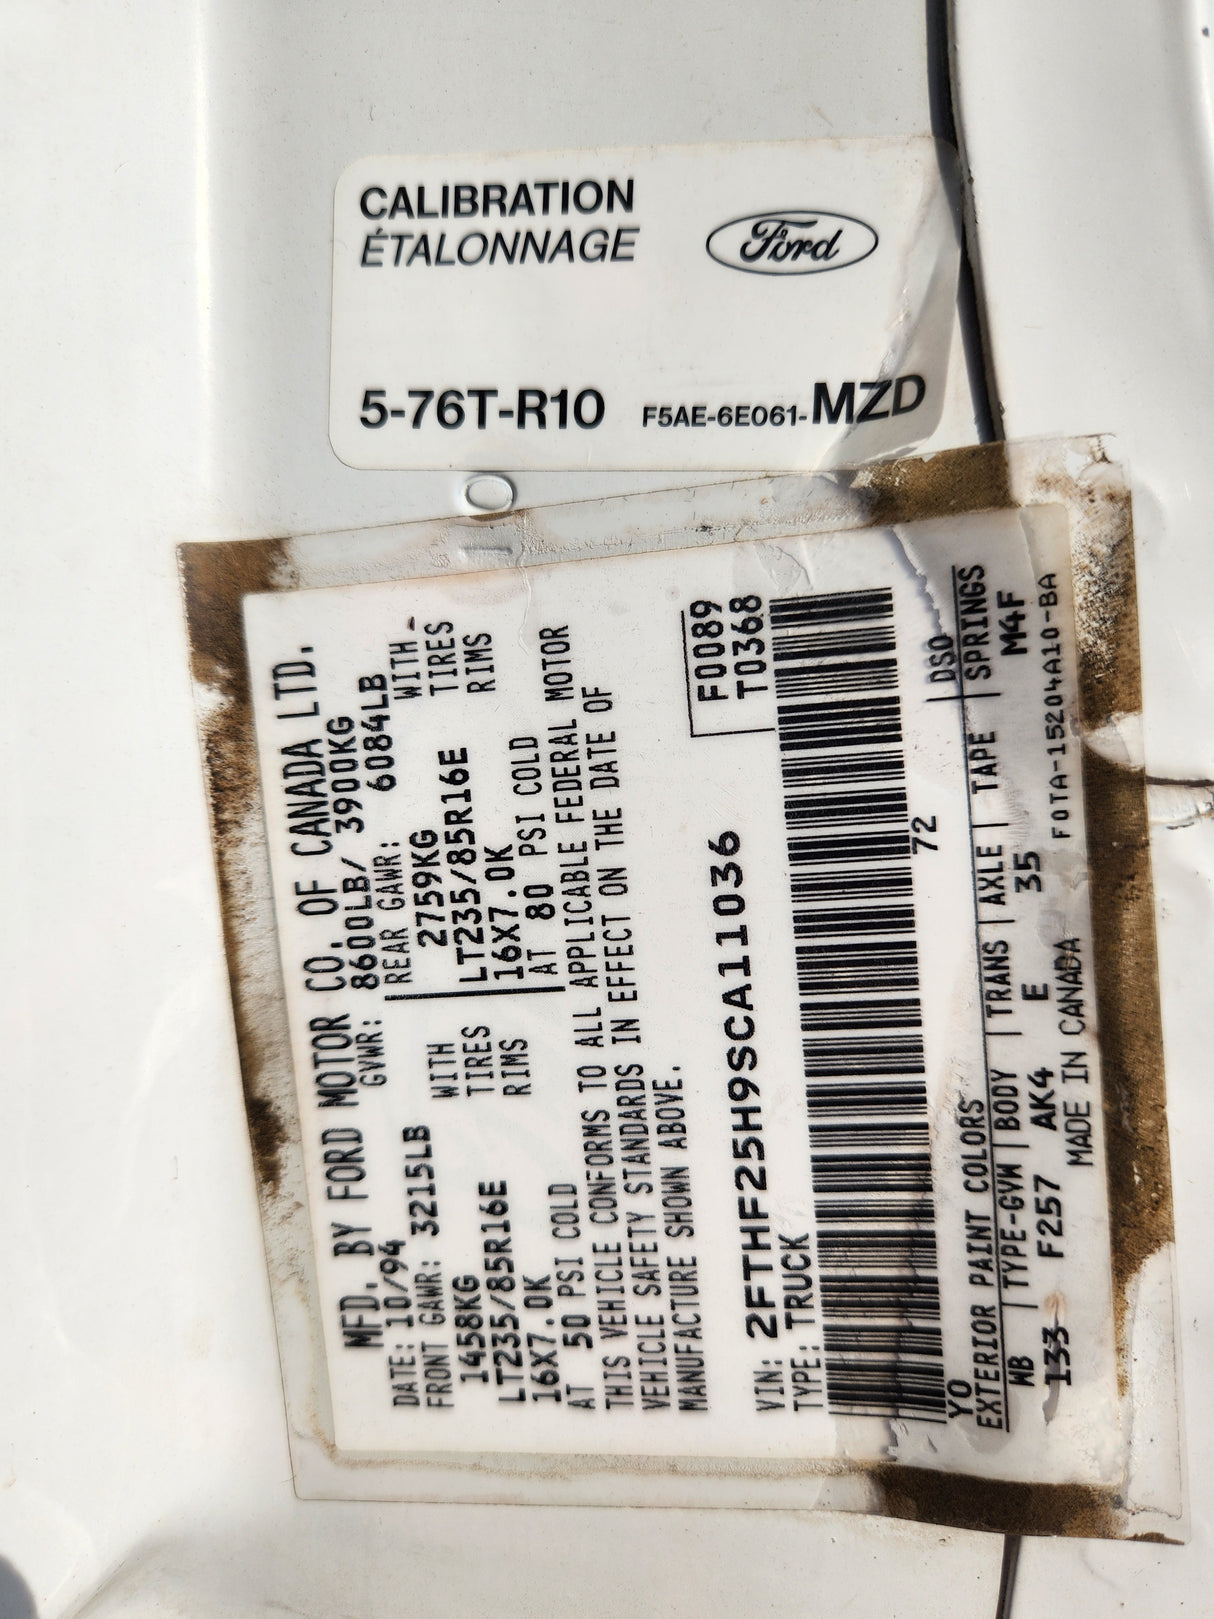 CALIBRATION
ÉTALONNAGE
Ford
5-76T-R10 F5AE-6E061-MZD
MFD. BY FORD MOTOR CO. OF CANADA LTD.
DATE: 10/94 GVWR: 8600LB/ 3900KG
FRONT GAWR: 3215LB REAR GAWR: 6084LB
1458KG WITH 2759KG WITH
LT235/85R16E TIRES LT235/85R16E TIRES
16X7.0K RIMS 16X7.0K RIMS
AT 50 PSI COLD AT 80 PSI COLD
THIS VEHICLE CONFORMS TO ALL APPLICABLE FEDERAL MOTOR
VEHICLE SAFETY STANDARDS IN EFFECT ON THE DATE OF
MANUFACTURE SHOWN ABOVE.
F0089
T0368
VIN: 2FTHF25H9SCA11036
TYPE: TRUCK
YO 72 DSO
EXTERIOR PAINT COLORS
WB | TYPE-GVW | BODY | TRANS | AXLE | TAPE | SPRINGS
133 F257 AK4 E 35 M4F
MADE IN CANADA F0TA-15204A10-BA